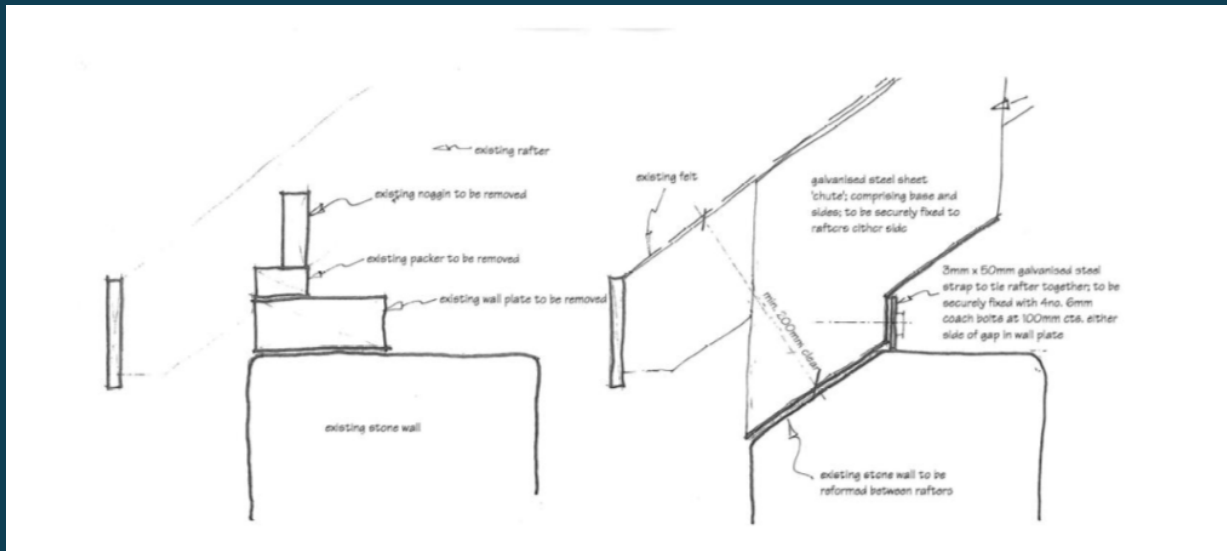 existing rafter
existing noggin to be removed
existing packer to be removed
existing wall plate to be removed
existing stone wall
existing felt
galvanised steel sheet
'chute'; comprising base and
sides; to be securely fixed to
rafters either side
3mm x 50mm galvanised steel
strap to tie rafter together; to be
securely fixed with 4no. 6mm
coach bolts at 100mm cts. either
side of gap in wall plate
min. 200mm clear
existing stone wall to be
reformed between rafters